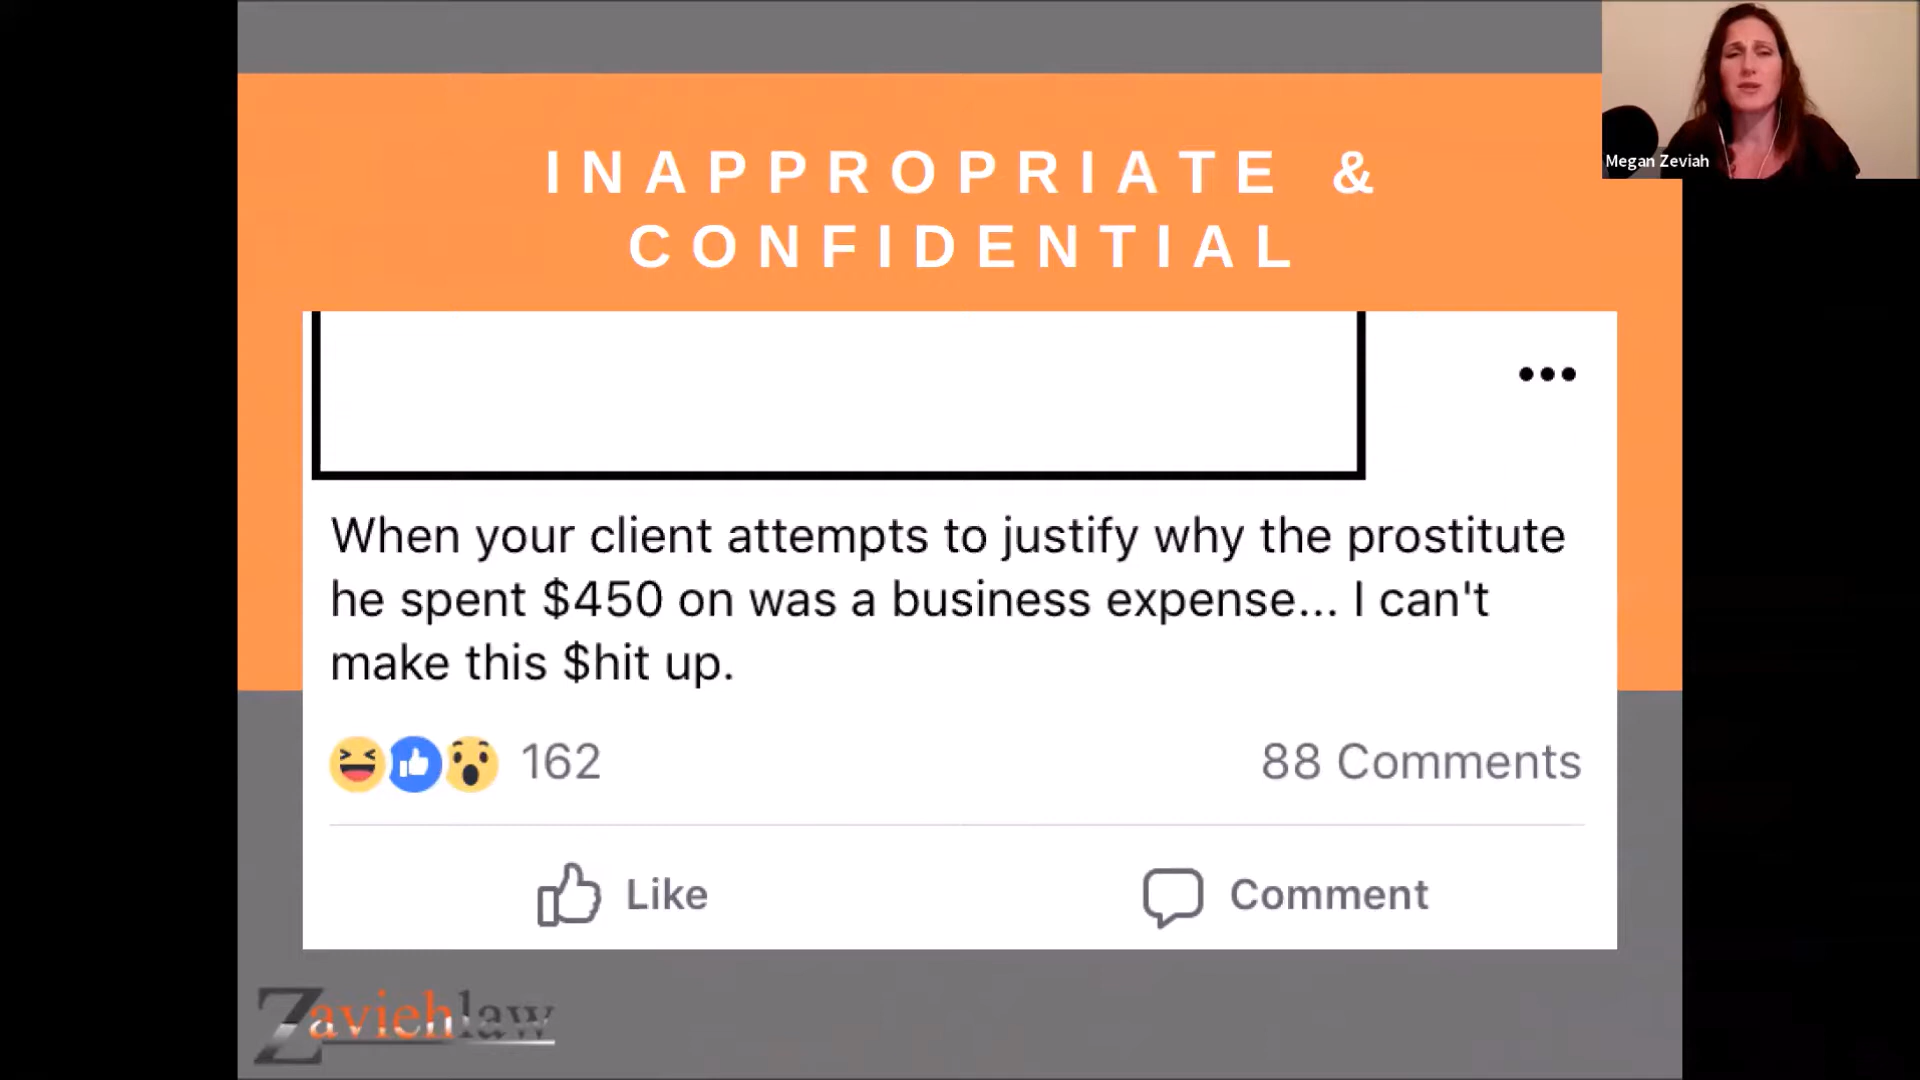 INAPPROPRIATE &
CONFIDENTIAL
Megan Zeviah
When your client attempts to justify why the prostitute
he spent $450 on was a business expense... I can't
make this $hit up.
162
88 Comments
Like
Comment
Zaviehlaw